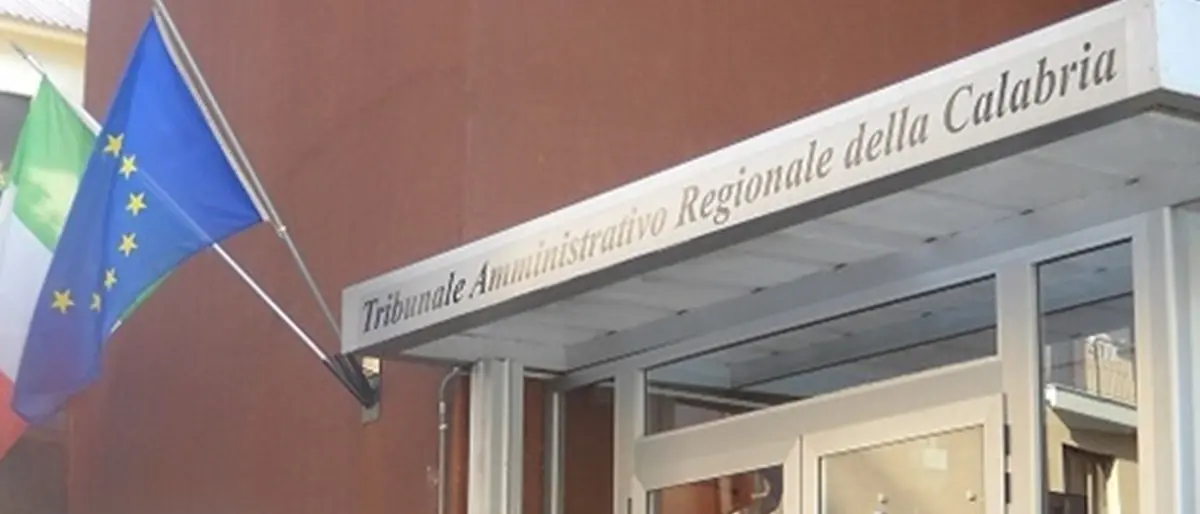 Tribunale Amministrativo Regionale della Calabria